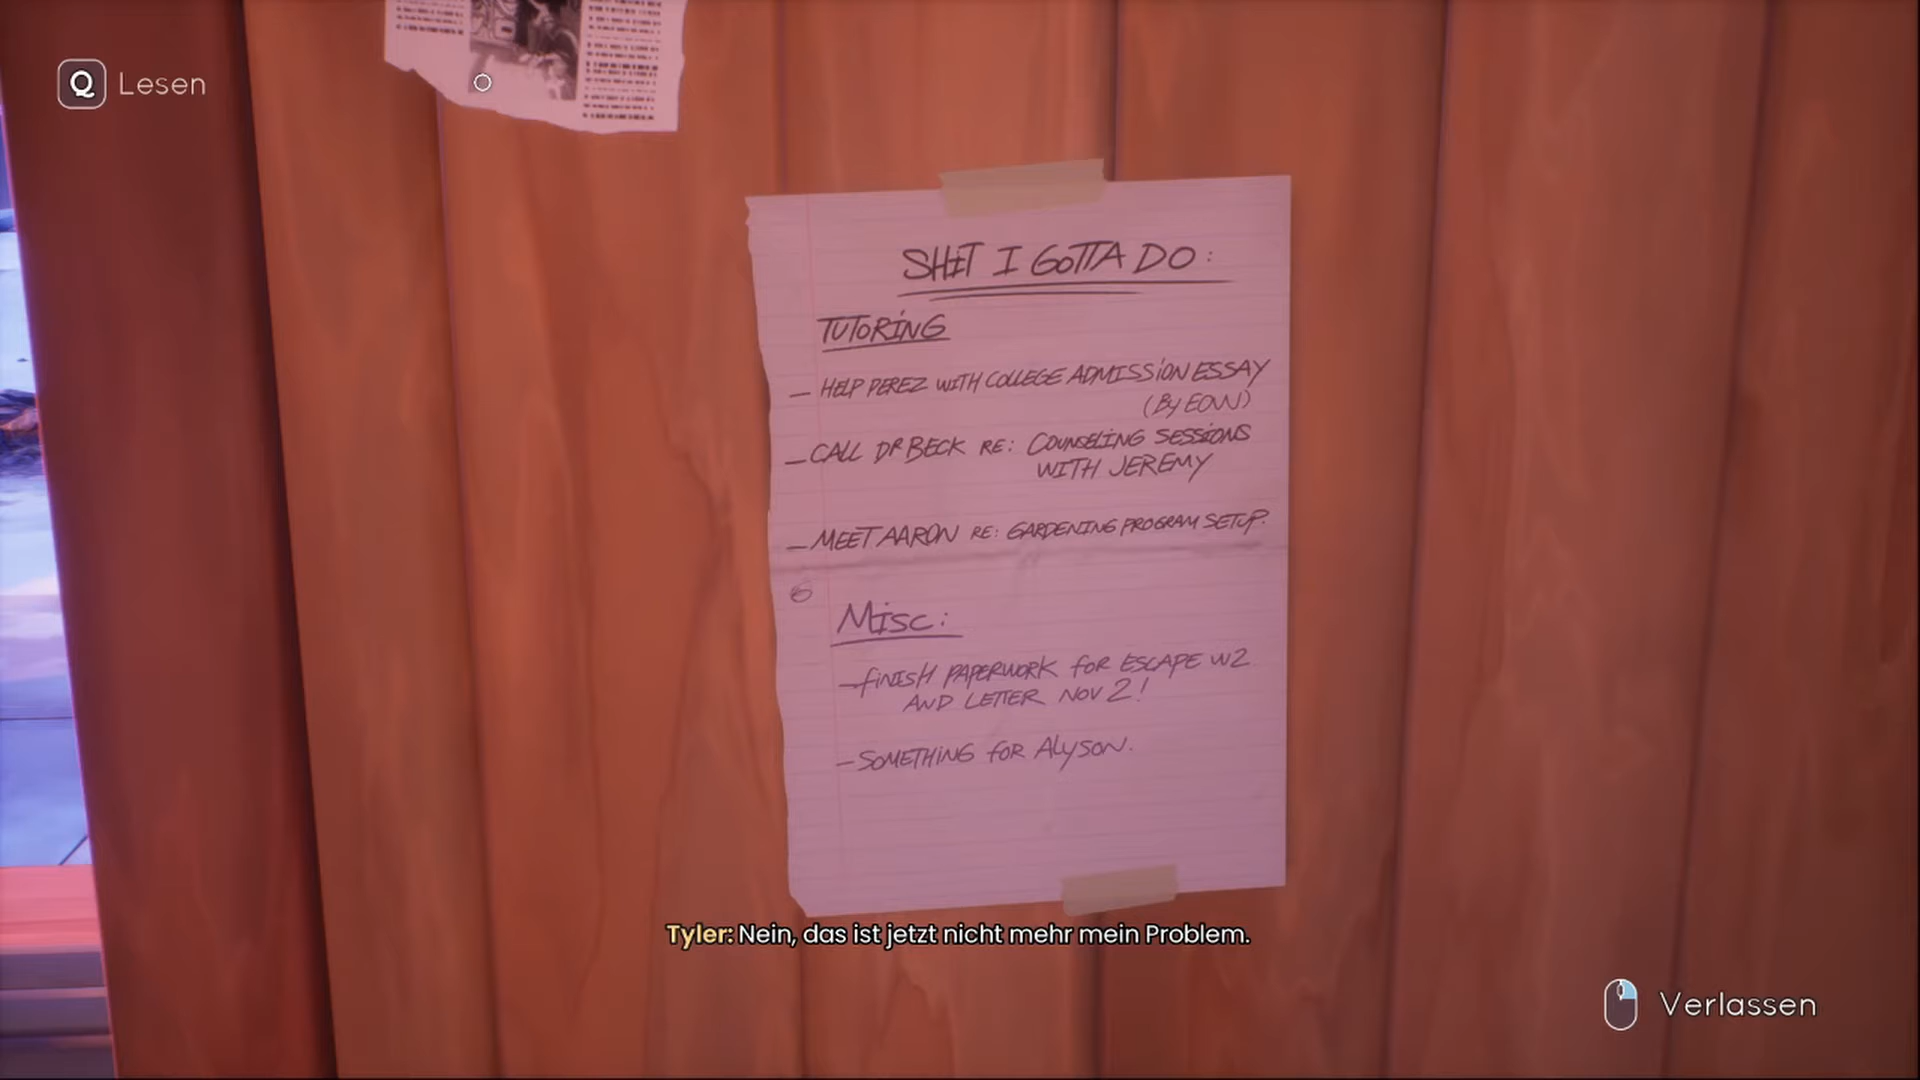 Q Lesen
SHIT I GOTTA DO:
TUTORING
- HELP PEREZ WITH COLLEGE ADMISSION ESSAY
(BY EOW)
- CALL DR BECK RE: COUNSELING SESSIONS
WITH JEREMY
- MEET AARON RE: GARDENING PROGRAM SETUP.
6
MISC:
- FINISH PAPERWORK FOR ESCAPE W2
AND LETTER NOV 2!
- SOMETHING FOR ALYSON.
Tyler: Nein, das ist jetzt nicht mehr mein Problem.
Verlassen